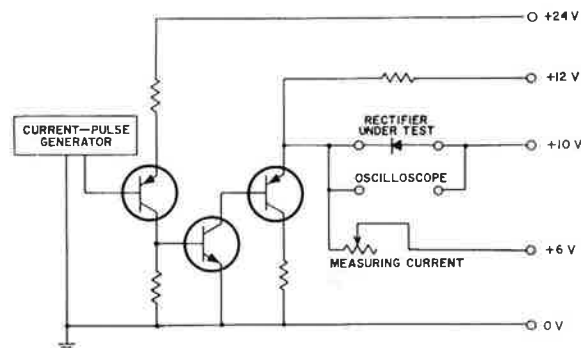 +24 V
+12 V
CURRENT—PULSE
GENERATOR
RECTIFIER
UNDER TEST
+10 V
OSCILLOSCOPE
+6 V
MEASURING CURRENT
0 V